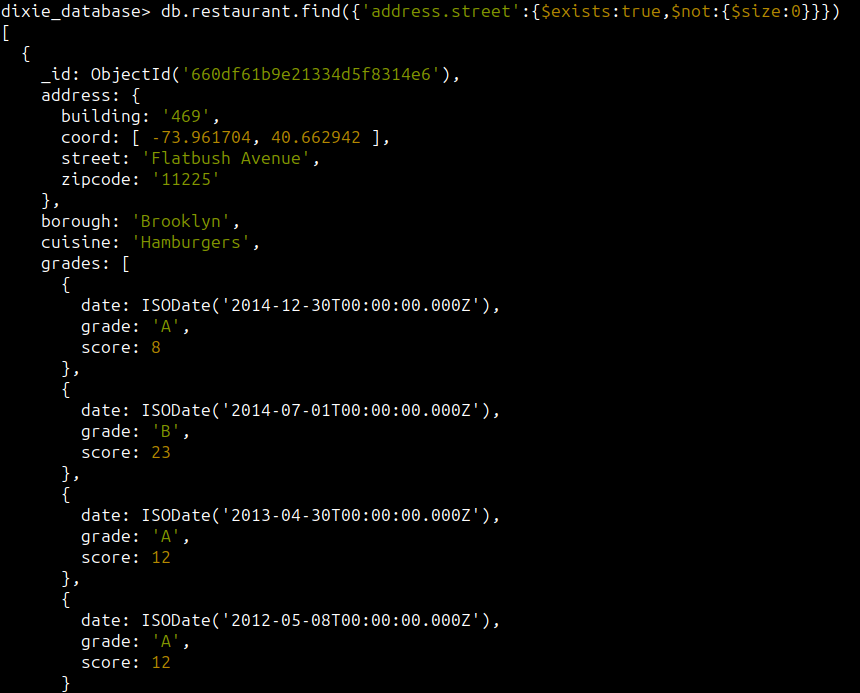 dixie_database> db.restaurant.find({'address.street':{$exists:true,$not:{$size:0}}})
[
  {
    _id: ObjectId('660df61b9e21334d5f8314e6'),
    address: {
      building: '469',
      coord: [ -73.961704, 40.662942 ],
      street: 'Flatbush Avenue',
      zipcode: '11225'
    },
    borough: 'Brooklyn',
    cuisine: 'Hamburgers',
    grades: [
      {
        date: ISODate('2014-12-30T00:00:00.000Z'),
        grade: 'A',
        score: 8
      },
      {
        date: ISODate('2014-07-01T00:00:00.000Z'),
        grade: 'B',
        score: 23
      },
      {
        date: ISODate('2013-04-30T00:00:00.000Z'),
        grade: 'A',
        score: 12
      },
      {
        date: ISODate('2012-05-08T00:00:00.000Z'),
        grade: 'A',
        score: 12
      }